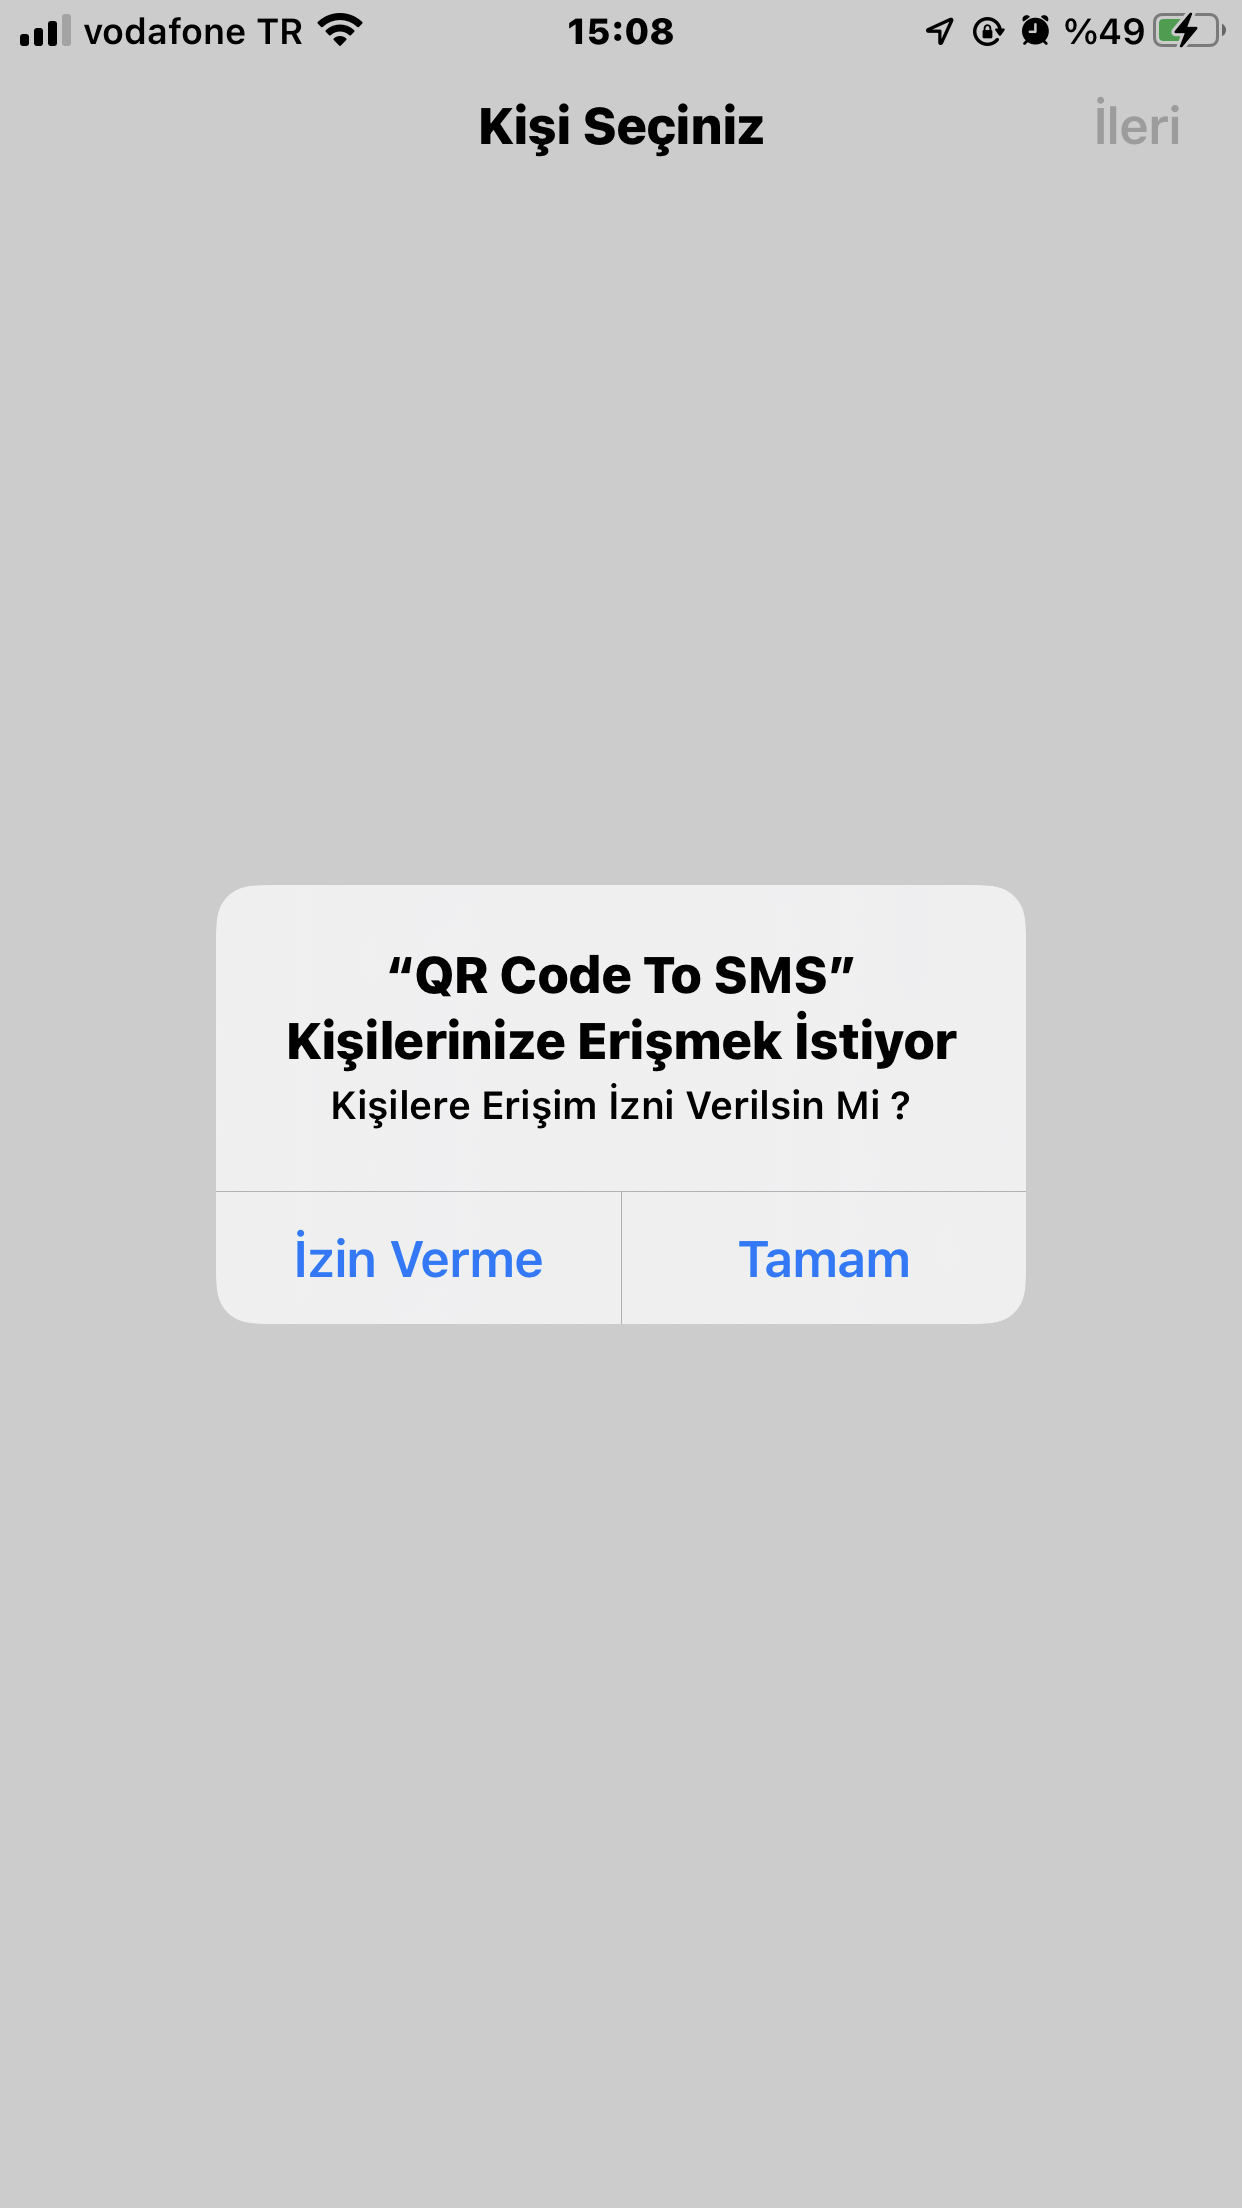 vodafone TR 15:08 %49
Kişi Seçiniz İleri
“QR Code To SMS”
Kişilerinize Erişmek İstiyor
Kişilere Erişim İzni Verilsin Mi ?
İzin Verme Tamam